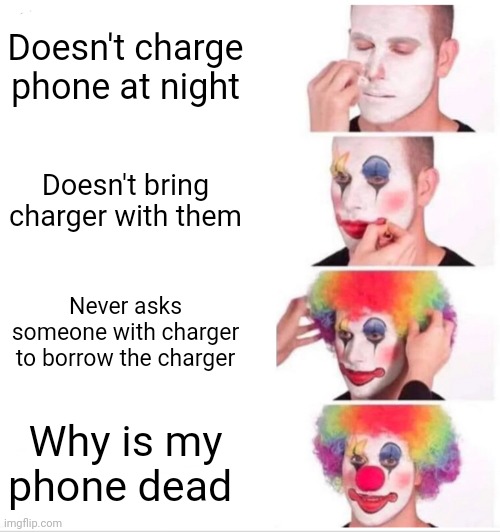 Doesn't charge
phone at night
Doesn't bring
charger with them
Never asks
someone with charger
to borrow the charger
Why is my
phone dead
imgflip.com